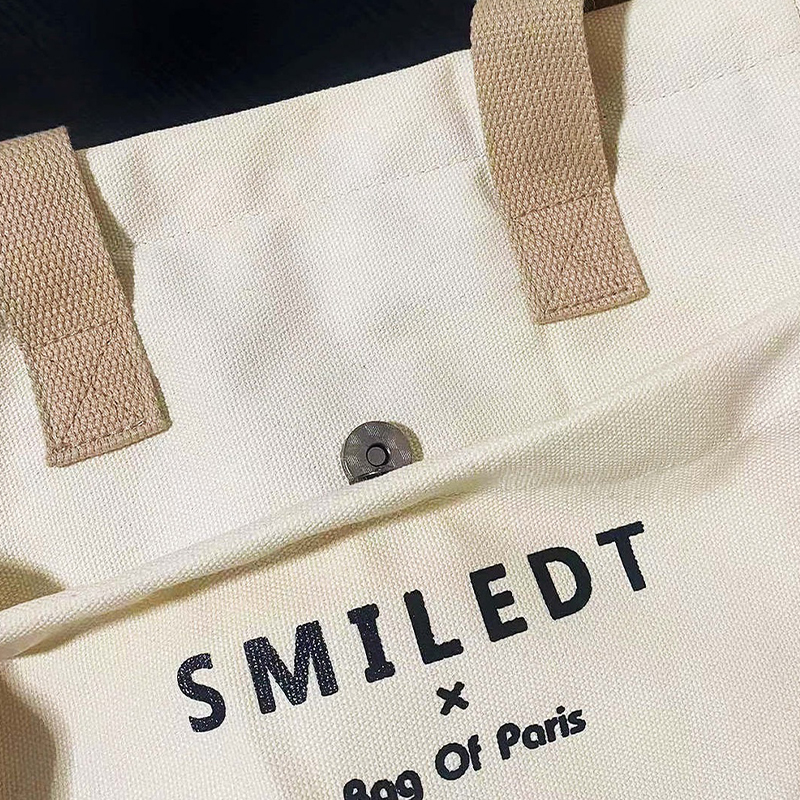 SMILEDT
×
Bag Of Paris